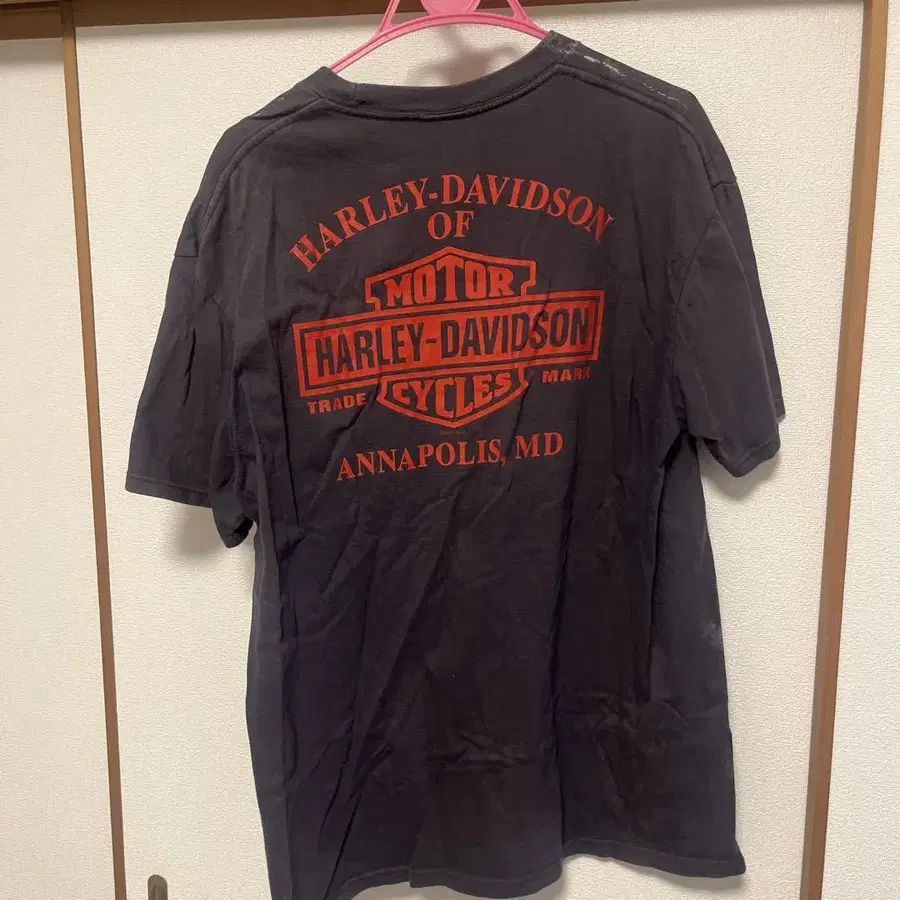 HARLEY-DAVIDSON
OF
MOTOR
HARLEY-DAVIDSON
TRADE CYCLES MARK
ANNAPOLIS, MD